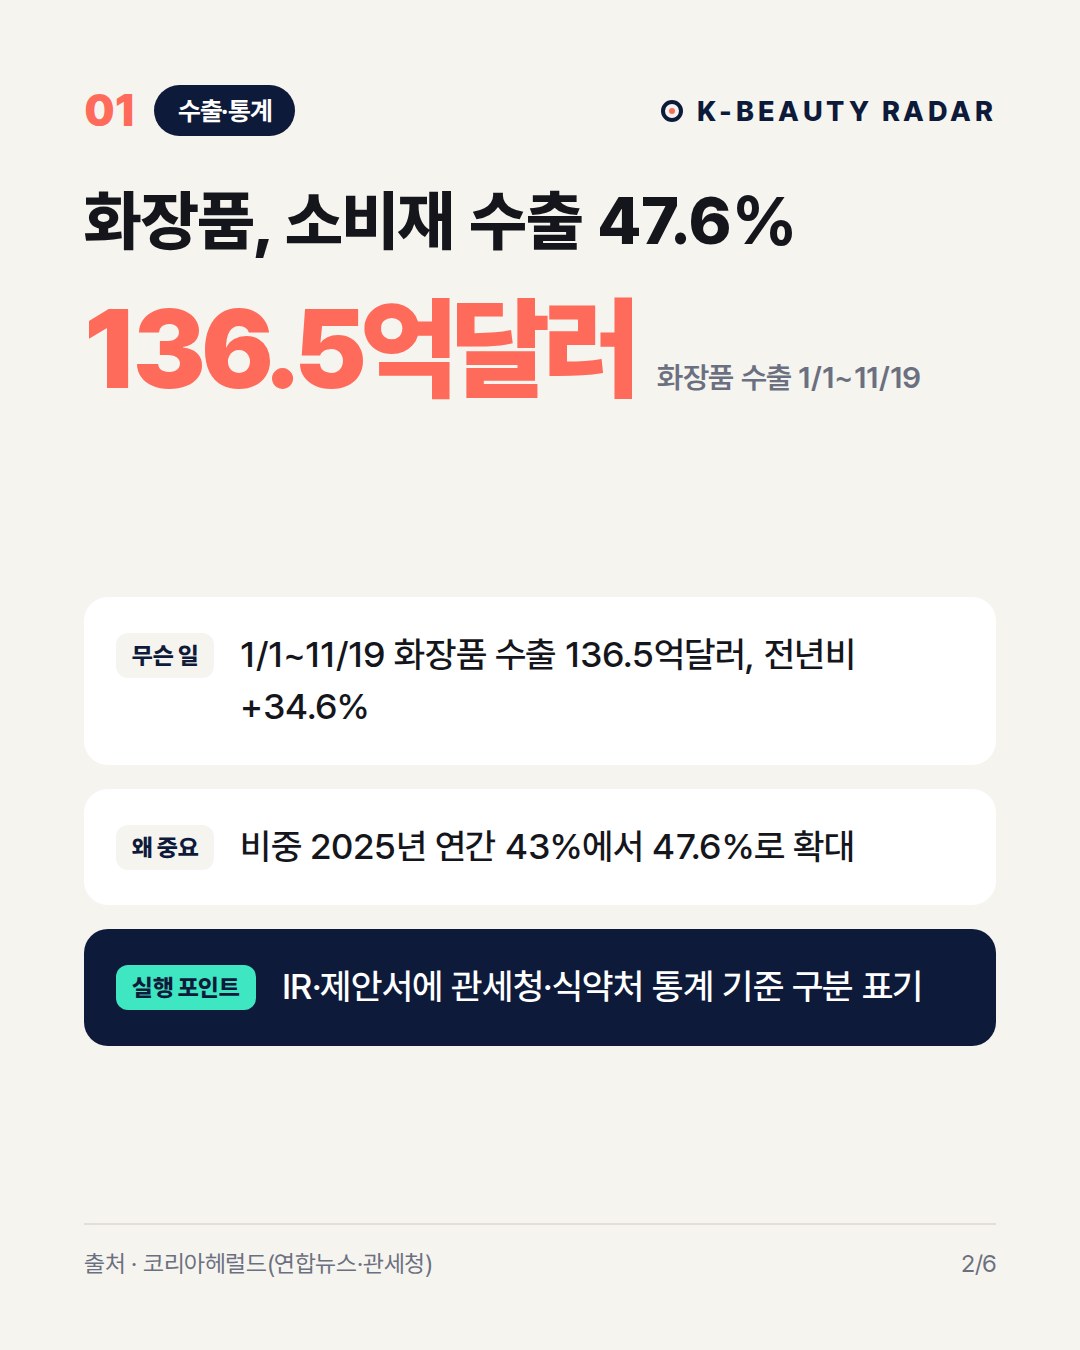 01 수출·통계
K-BEAUTY RADAR
화장품, 소비재 수출 47.6%
136.5억달러 화장품 수출 1/1~11/19
무슨 일 1/1~11/19 화장품 수출 136.5억달러, 전년비
+34.6%
왜 중요 비중 2025년 연간 43%에서 47.6%로 확대
실행 포인트 IR·제안서에 관세청·식약처 통계 기준 구분 표기
출처 · 코리아헤럴드(연합뉴스·관세청)
2/6